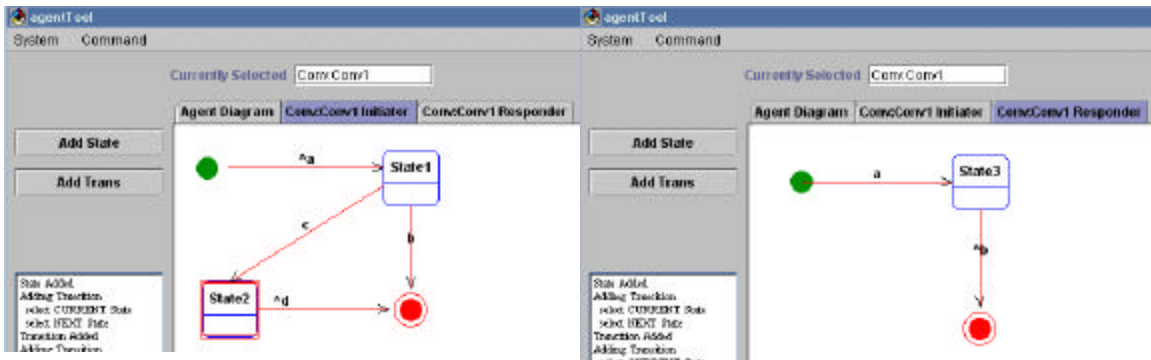 agentTool
System Command
Currently Selected Conv:Conv1
Agent Diagram Conv:Conv1 Initiator Conv:Conv1 Responder
Add State
Add Trans
^a
State1
c
b
State2
^d
State Added.
Adding Transition
select CURRENT State
select NEXT State
Transition Added
Adding Transition
agentTool
System Command
Currently Selected Conv:Conv1
Agent Diagram Conv:Conv1 Initiator Conv:Conv1 Responder
Add State
Add Trans
a
State3
^b
State Added.
Adding Transition
select CURRENT State
select NEXT State
Transition Added
Adding Transition